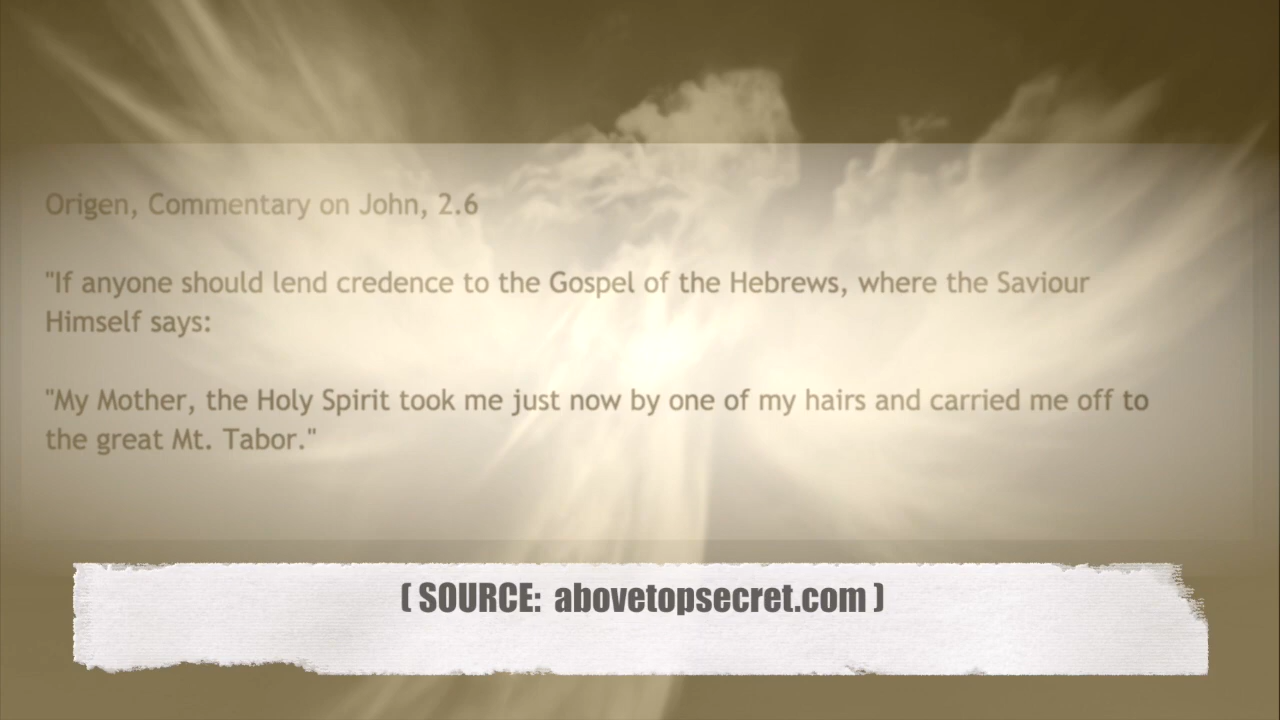 Origen, Commentary on John, 2.6
"If anyone should lend credence to the Gospel of the Hebrews, where the Saviour
Himself says:
"My Mother, the Holy Spirit took me just now by one of my hairs and carried me off to
the great Mt. Tabor."
( SOURCE: abovetopsecret.com )